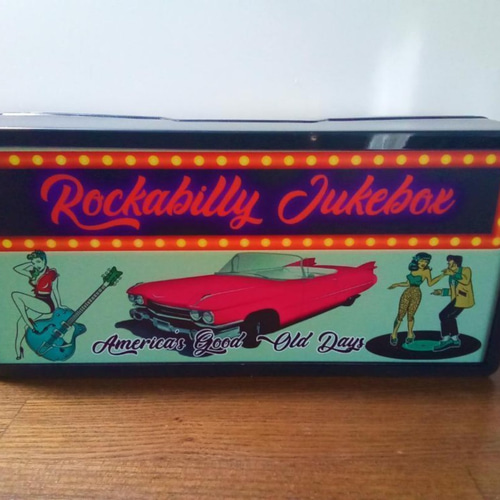 Rockabilly Jukebox
America's Good Old Days